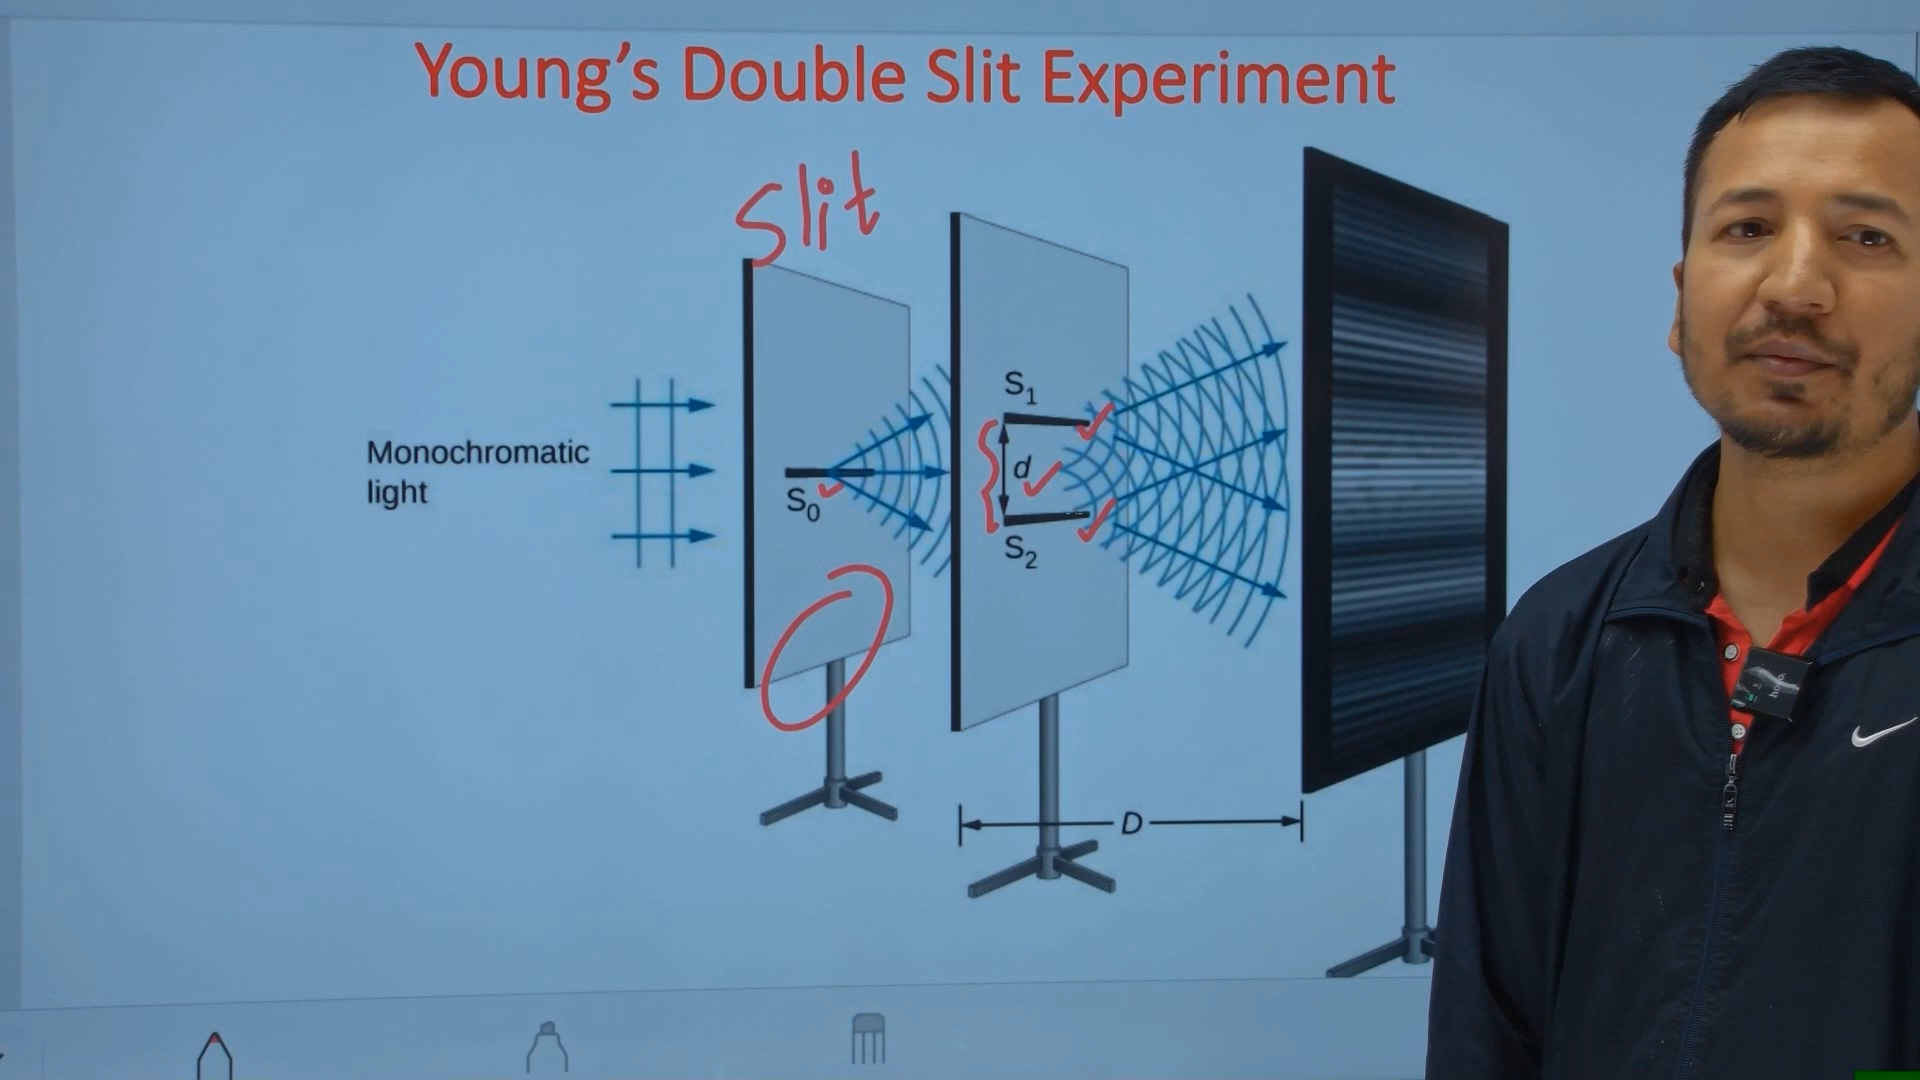 Young's Double Slit Experiment
Slit
Monochromatic
light
S0
S1
d
S2
D